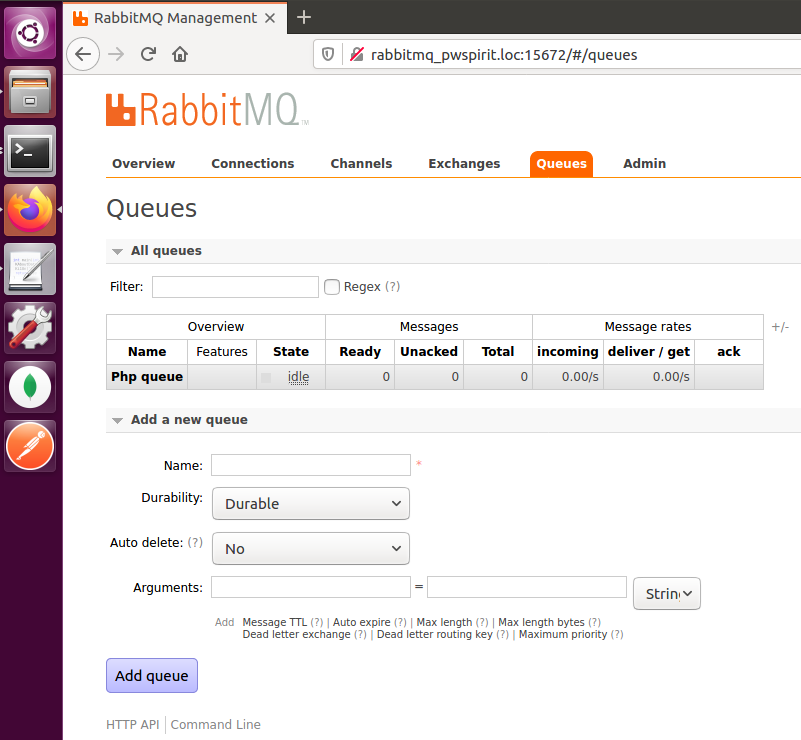 RabbitMQ Management
rabbitmq_pwspirit.loc:15672/#/queues
RabbitMQ TM
Overview Connections Channels Exchanges Queues Admin
Queues
All queues
Filter: Regex (?)
Overview Messages Message rates +/-
Name Features State Ready Unacked Total incoming deliver / get ack
Php queue idle 0 0 0 0.00/s 0.00/s
Add a new queue
Name: *
Durability: Durable
Auto delete: (?) No
Arguments: = String
Add Message TTL (?) | Auto expire (?) | Max length (?) | Max length bytes (?)
Dead letter exchange (?) | Dead letter routing key (?) | Maximum priority (?)
Add queue
HTTP API | Command Line